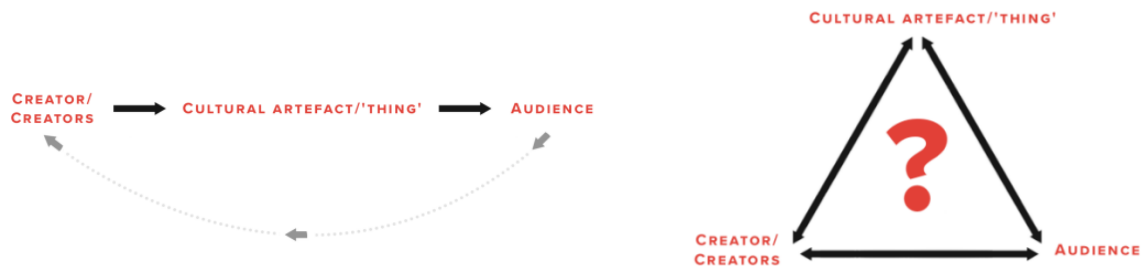 CREATOR/
CREATORS
CULTURAL ARTEFACT/'THING'
AUDIENCE
CULTURAL ARTEFACT/'THING'
?
CREATOR/
CREATORS
AUDIENCE